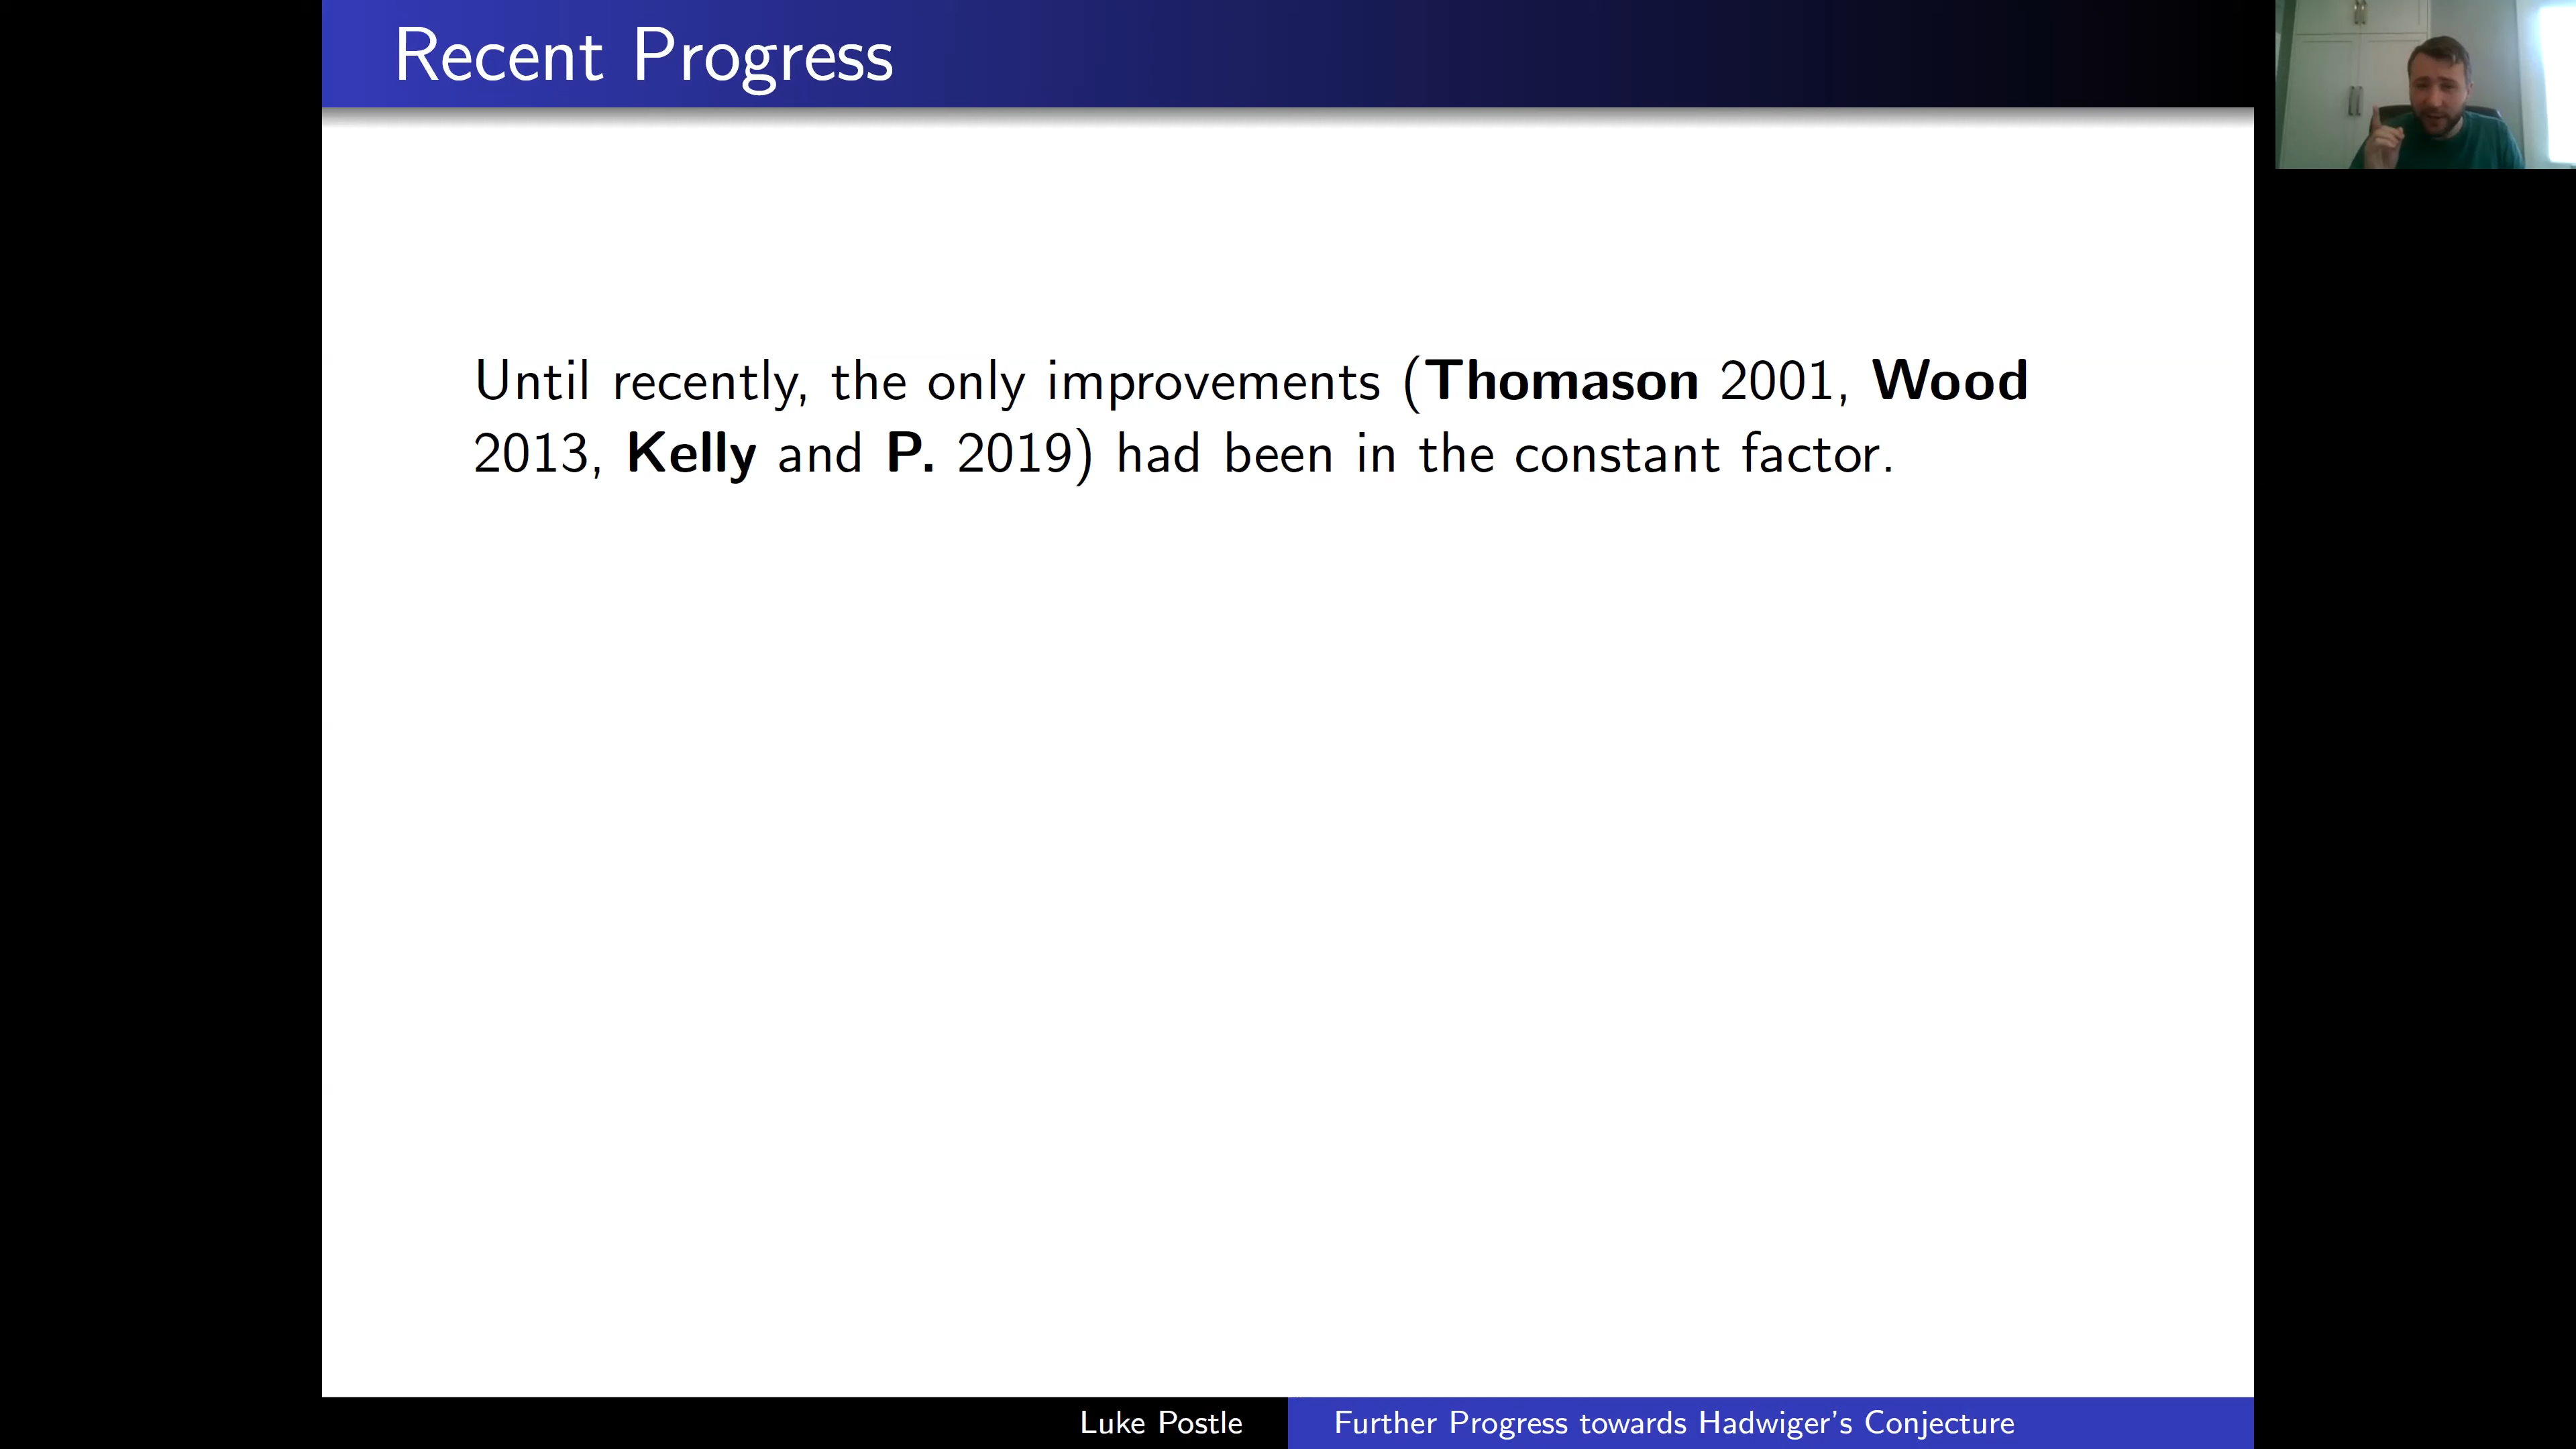 Recent Progress
Until recently, the only improvements (Thomason 2001, Wood
2013, Kelly and P. 2019) had been in the constant factor.
Luke Postle
Further Progress towards Hadwiger's Conjecture